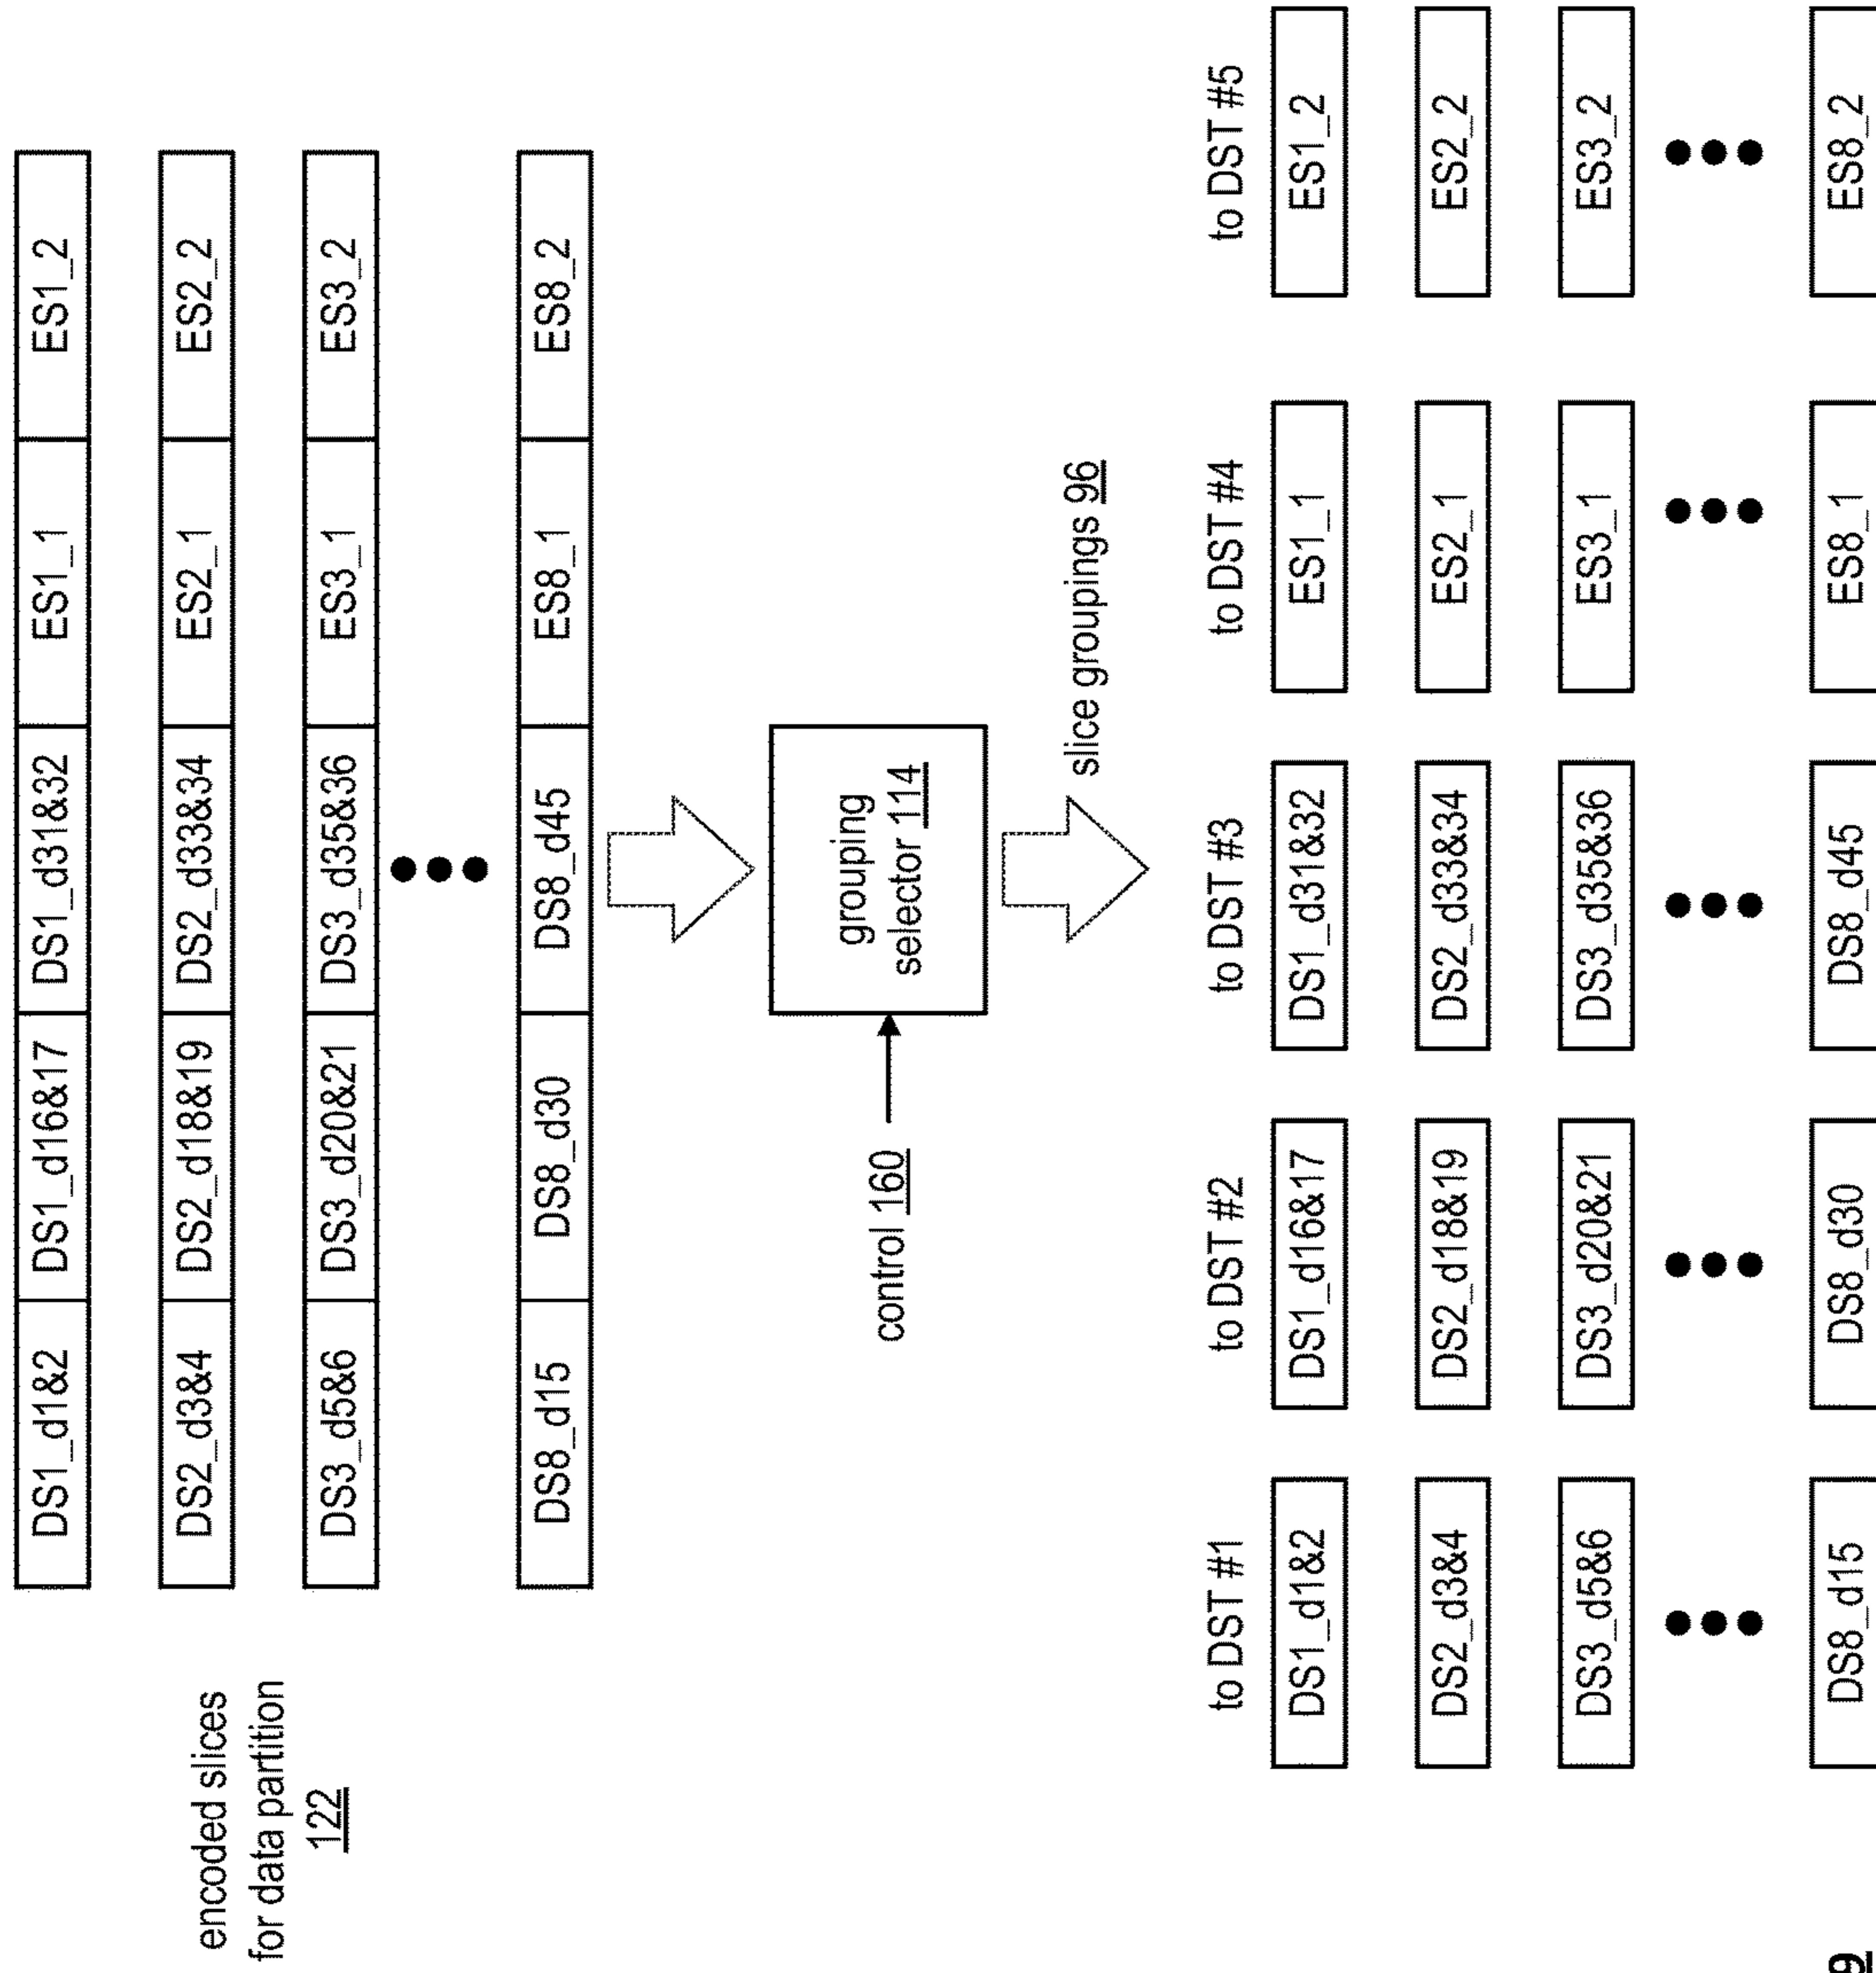 encoded slices
for data partition
122
DS1_d1&2 DS1_d16&17 DS1_d31&32 ES1_1 ES1_2
DS2_d3&4 DS2_d18&19 DS2_d33&34 ES2_1 ES2_2
DS3_d5&6 DS3_d20&21 DS3_d35&36 ES3_1 ES3_2
DS8_d15 DS8_d30 DS8_d45 ES8_1 ES8_2
control 160
grouping
selector 114
slice groupings 96
to DST #1 to DST #2 to DST #3 to DST #4 to DST #5
DS1_d1&2 DS1_d16&17 DS1_d31&32 ES1_1 ES1_2
DS2_d3&4 DS2_d18&19 DS2_d33&34 ES2_1 ES2_2
DS3_d5&6 DS3_d20&21 DS3_d35&36 ES3_1 ES3_2
DS8_d15 DS8_d30 DS8_d45 ES8_1 ES8_2
9